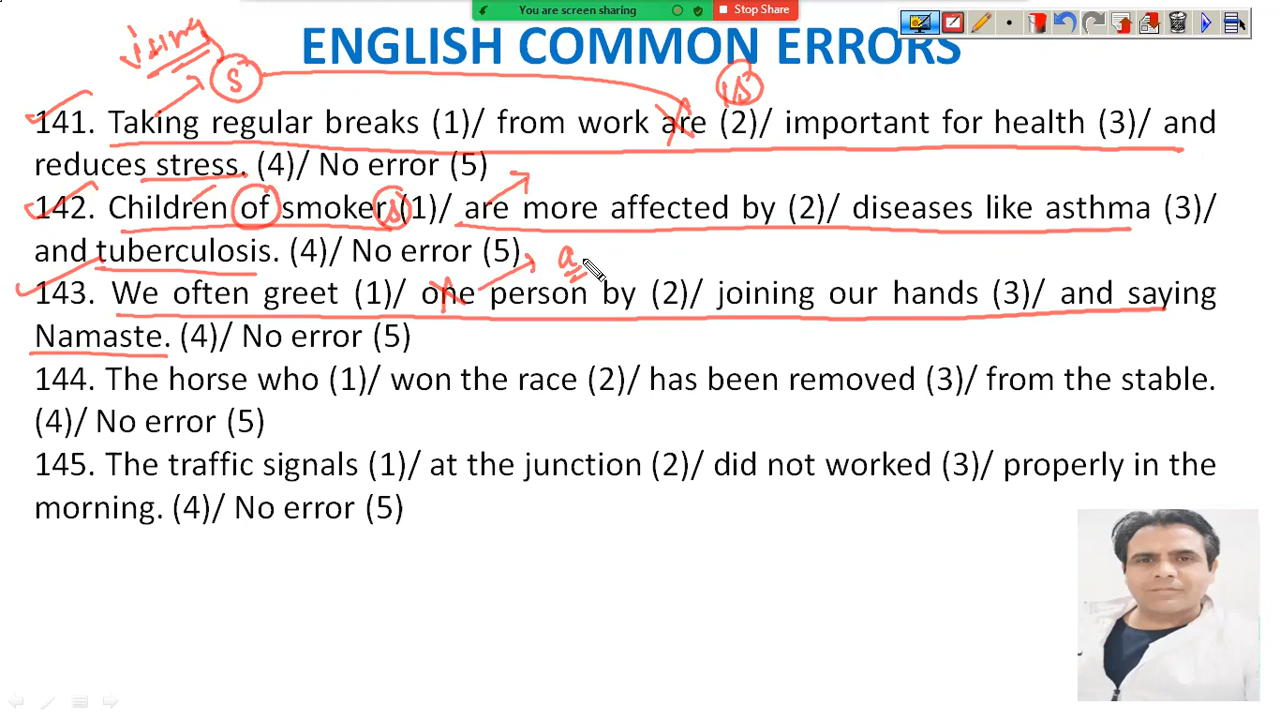 You are screen sharing
Stop Share
ENGLISH COMMON ERRORS
S
is
141. Taking regular breaks (1)/ from work are (2)/ important for health (3)/ and
reduces stress. (4)/ No error (5)
142. Children of smokers (1)/ are more affected by (2)/ diseases like asthma (3)/
and tuberculosis. (4)/ No error (5)
a
143. We often greet (1)/ one person by (2)/ joining our hands (3)/ and saying
Namaste. (4)/ No error (5)
144. The horse who (1)/ won the race (2)/ has been removed (3)/ from the stable.
(4)/ No error (5)
145. The traffic signals (1)/ at the junction (2)/ did not worked (3)/ properly in the
morning. (4)/ No error (5)